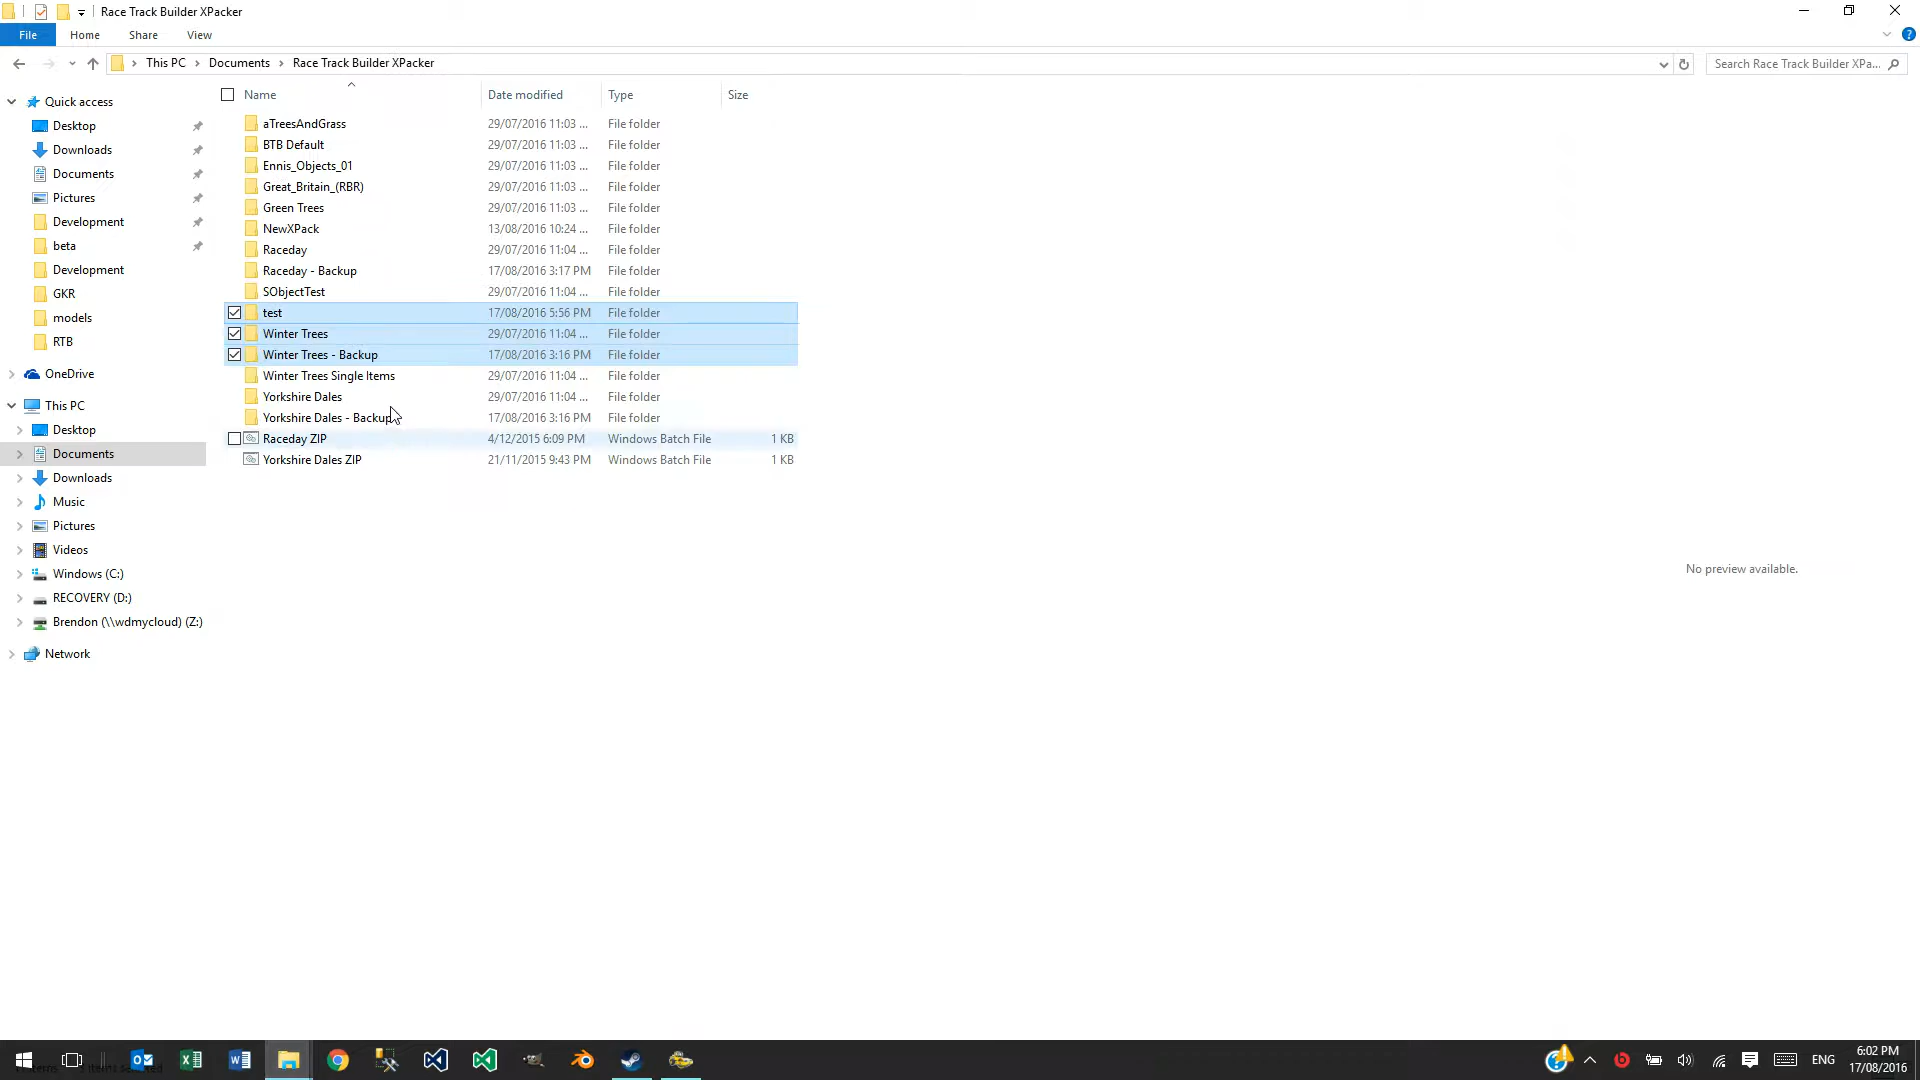 Race Track Builder XPacker
File Home Share View
This PC Documents Race Track Builder XPacker Search Race Track Builder XPa...
Name Date modified Type Size
Quick access
Desktop
Downloads
Documents
Pictures
Development
beta
Development
GKR
models
RTB
OneDrive
This PC
Desktop
Documents
Downloads
Music
Pictures
Videos
Windows (C:)
RECOVERY (D:)
Brendon (\\wdmycloud) (Z:)
Network
aTreesAndGrass 29/07/2016 11:03 ... File folder
BTB Default 29/07/2016 11:03 ... File folder
Ennis_Objects_01 29/07/2016 11:03 ... File folder
Great_Britain_(RBR) 29/07/2016 11:03 ... File folder
Green Trees 29/07/2016 11:03 ... File folder
NewXPack 13/08/2016 10:24 ... File folder
Raceday 29/07/2016 11:04 ... File folder
Raceday - Backup 17/08/2016 3:17 PM File folder
SObjectTest 29/07/2016 11:04 ... File folder
test 17/08/2016 5:56 PM File folder
Winter Trees 29/07/2016 11:04 ... File folder
Winter Trees - Backup 17/08/2016 3:16 PM File folder
Winter Trees Single Items 29/07/2016 11:04 ... File folder
Yorkshire Dales 29/07/2016 11:04 ... File folder
Yorkshire Dales - Backup 17/08/2016 3:16 PM File folder
Raceday ZIP 4/12/2015 6:09 PM Windows Batch File 1 KB
Yorkshire Dales ZIP 21/11/2015 9:43 PM Windows Batch File 1 KB
No preview available.
ENG
6:02 PM
17/08/2016